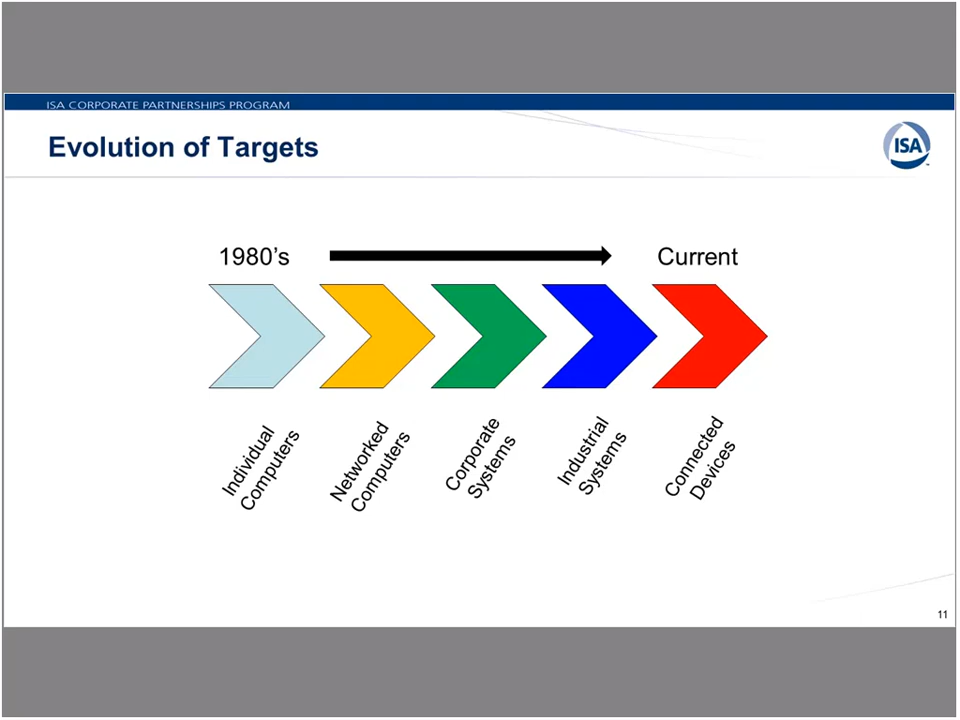 ISA CORPORATE PARTNERSHIPS PROGRAM
Evolution of Targets
ISA
1980’s
Current
Individual
Computers
Networked
Computers
Corporate
Systems
Industrial
Systems
Connected
Devices
11